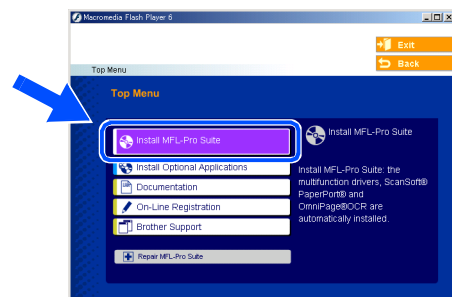 Macromedia Flash Player 6
Exit
Back
Top Menu
Top Menu
Install MFL-Pro Suite
Install Optional Applications
Documentation
On-Line Registration
Brother Support
Repair MFL-Pro Suite
Install MFL-Pro Suite
Install MFL-Pro Suite: the
multifunction drivers, ScanSoft®
PaperPort® and
OmniPage®OCR are
automatically installed.